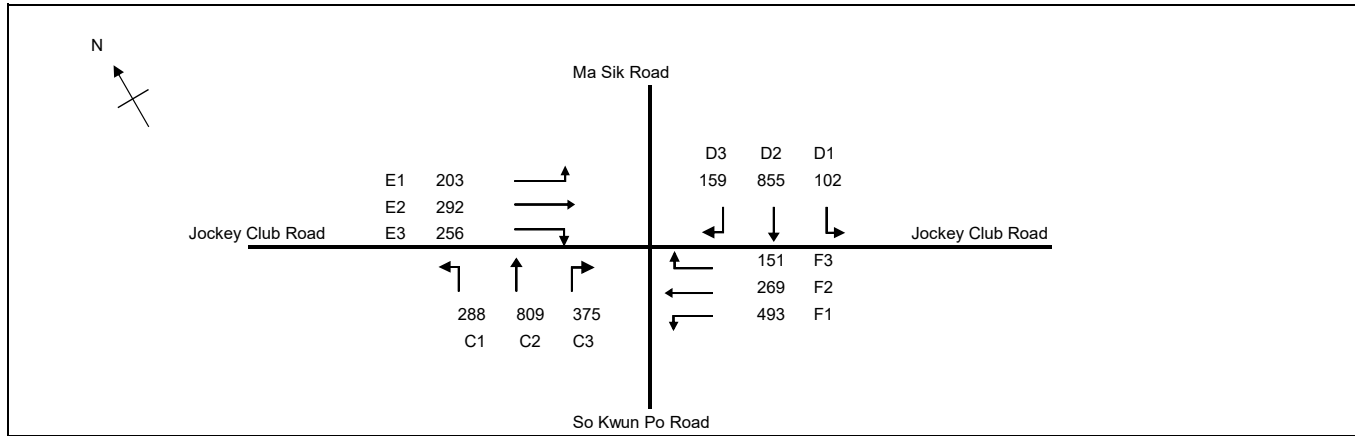 N
Ma Sik Road
D3 D2 D1
E1 203 159 855 102
E2 292
Jockey Club Road E3 256 Jockey Club Road
151 F3
269 F2
288 809 375 493 F1
C1 C2 C3
So Kwun Po Road